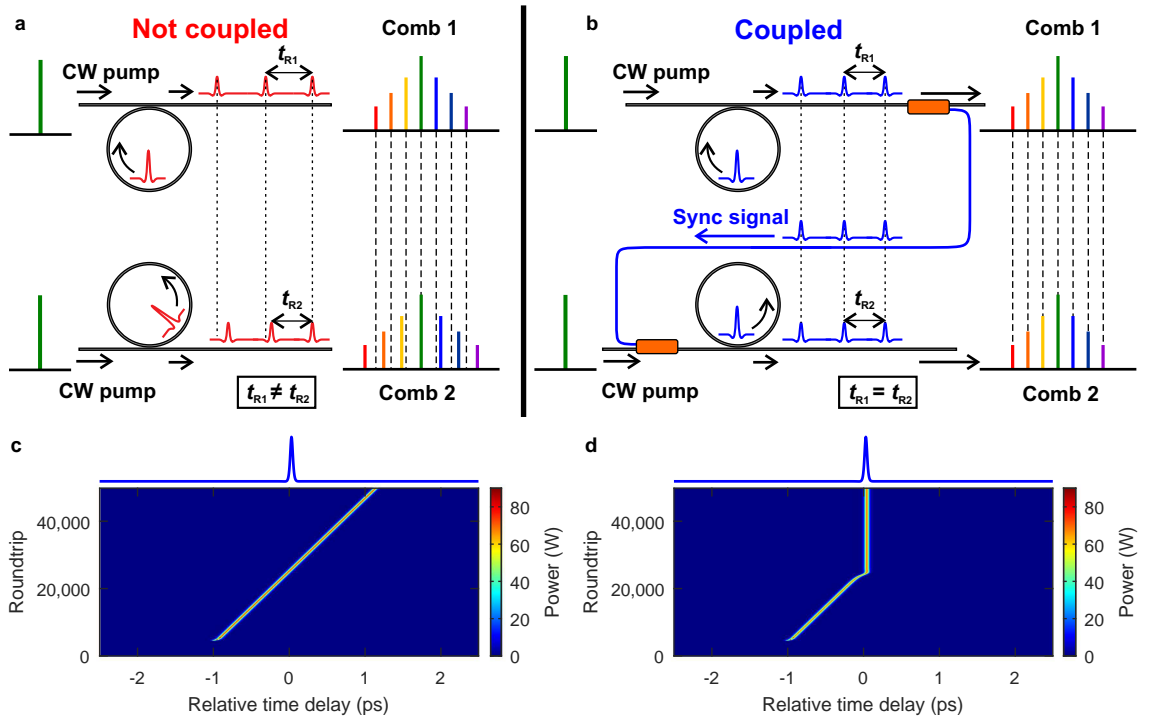 a
Not coupled
Comb 1
CW pump
tR1
tR2
CW pump
tR1 ≠ tR2
Comb 2
b
Coupled
Comb 1
CW pump
tR1
Sync signal
tR2
CW pump
tR1 = tR2
Comb 2
c
40,000
20,000
0
Roundtrip
-2 -1 0 1 2
Relative time delay (ps)
80
60
40
20
0
Power (W)
d
40,000
20,000
0
Roundtrip
-2 -1 0 1 2
Relative time delay (ps)
80
60
40
20
0
Power (W)